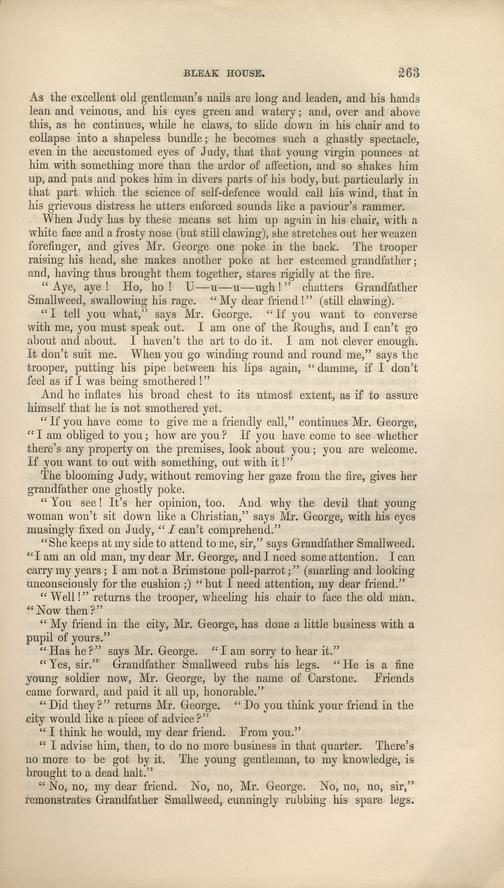 BLEAK HOUSE. 263
As the excellent old gentleman's nails are long and leaden, and his hands
lean and veinous, and his eyes green and watery; and, over and above
this, as he continues, while he claws, to slide down in his chair and to
collapse into a shapeless bundle; he becomes such a ghastly spectacle,
even in the accustomed eyes of Judy, that that young virgin pounces at
him with something more than the ardor of affection, and so shakes him
up, and pats and pokes him in divers parts of his body, but particularly in
that part which the science of self-defence would call his wind, that in
his grievous distress he utters enforced sounds like a paviour's rammer.
When Judy has by these means set him up again in his chair, with a
white face and a frosty nose (but still clawing), she stretches out her weazen
forefinger, and gives Mr. George one poke in the back. The trooper
raising his head, she makes another poke at her esteemed grandfather;
and, having thus brought them together, stares rigidly at the fire.
"Aye, aye! Ho, ho! U—u—u—ugh!" chatters Grandfather
Smallweed, swallowing his rage. "My dear friend!" (still clawing).
"I tell you what," says Mr. George. "If you want to converse
with me, you must speak out. I am one of the Roughs, and I can't go
about and about. I haven't the art to do it. I am not clever enough.
It don't suit me. When you go winding round and round me," says the
trooper, putting his pipe between his lips again, "damme, if I don't
feel as if I was being smothered!"
And he inflates his broad chest to its utmost extent, as if to assure
himself that he is not smothered yet.
"If you have come to give me a friendly call," continues Mr. George,
"I am obliged to you; how are you? If you have come to see whether
there's any property on the premises, look about you; you are welcome.
If you want to out with something, out with it!"
The blooming Judy, without removing her gaze from the fire, gives her
grandfather one ghostly poke.
"You see! It's her opinion, too. And why the devil that young
woman won't sit down like a Christian," says Mr. George, with his eyes
musingly fixed on Judy, "I can't comprehend."
"She keeps at my side to attend to me, sir," says Grandfather Smallweed.
"I am an old man, my dear Mr. George, and I need some attention. I can
carry my years; I am not a Brimstone poll-parrot;" (snarling and looking
unconsciously for the cushion;) "but I need attention, my dear friend."
"Well!" returns the trooper, wheeling his chair to face the old man.
"Now then?"
"My friend in the city, Mr. George, has done a little business with a
pupil of yours."
"Has he?" says Mr. George. "I am sorry to hear it."
"Yes, sir." Grandfather Smallweed rubs his legs. "He is a fine
young soldier now, Mr. George, by the name of Carstone. Friends
came forward, and paid it all up, honorable."
"Did they?" returns Mr. George. "Do you think your friend in the
city would like a piece of advice?"
"I think he would, my dear friend. From you."
"I advise him, then, to do no more business in that quarter. There's
no more to be got by it. The young gentleman, to my knowledge, is
brought to a dead halt."
"No, no, my dear friend. No, no, Mr. George. No, no, no, sir,"
remonstrates Grandfather Smallweed, cunningly rubbing his spare legs.